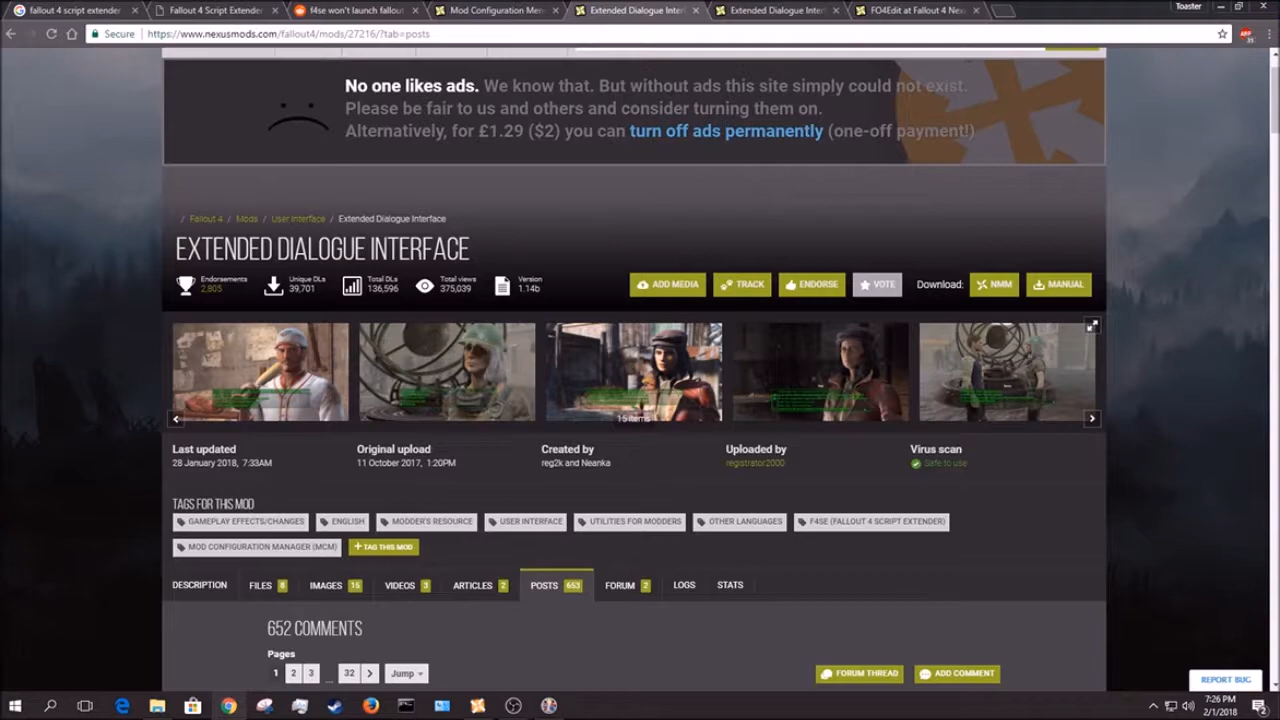 fallout 4 script extender
Fallout 4 Script Extender
f4se won't launch fallout
Mod Configuration Men
Extended Dialogue Interf
Extended Dialogue Interf
FO4Edit at Fallout 4 Nex
Toaster
Secure
https://www.nexusmods.com/fallout4/mods/27216/?tab=posts
No one likes ads. We know that. But without ads this site simply could not exist.
Please be fair to us and others and consider turning them on.
Alternatively, for £1.29 ($2) you can turn off ads permanently (one-off payment!)
/ Fallout 4 / Mods / User Interface / Extended Dialogue Interface
EXTENDED DIALOGUE INTERFACE
Endorsements
2,805
Unique DLs
39,701
Total DLs
136,596
Total views
375,039
Version
1.14b
ADD MEDIA
TRACK
ENDORSE
VOTE
Download:
NMM
MANUAL
15 items
Last updated
28 January 2018, 7:33AM
Original upload
11 October 2017, 1:20PM
Created by
reg2k and Neanka
Uploaded by
registrator2000
Virus scan
Safe to use
TAGS FOR THIS MOD
GAMEPLAY EFFECTS/CHANGES
ENGLISH
MODDER'S RESOURCE
USER INTERFACE
UTILITIES FOR MODDERS
OTHER LANGUAGES
F4SE (FALLOUT 4 SCRIPT EXTENDER)
MOD CONFIGURATION MANAGER (MCM)
+ TAG THIS MOD
DESCRIPTION
FILES 8
IMAGES 15
VIDEOS 3
ARTICLES 2
POSTS 653
FORUM 2
LOGS
STATS
652 COMMENTS
Pages
1 2 3 ... 32 > Jump
FORUM THREAD
ADD COMMENT
REPORT BUG
7:26 PM
2/1/2018